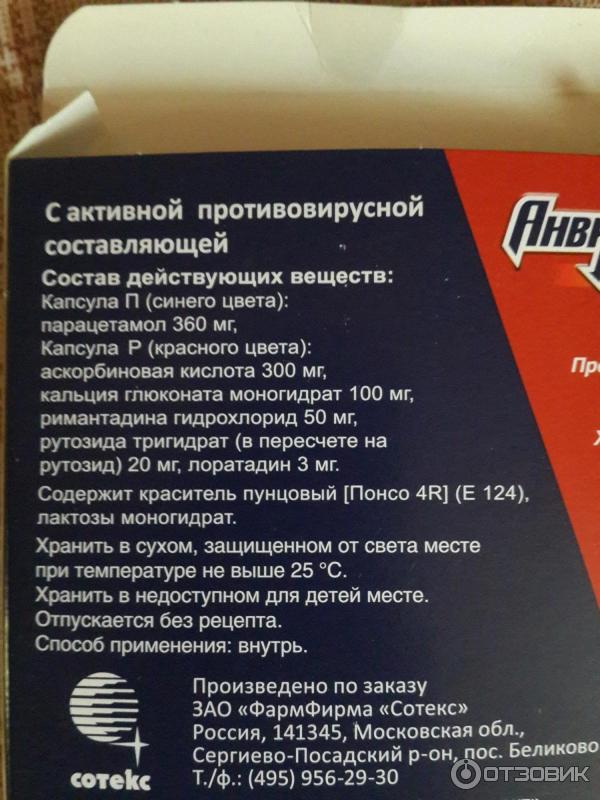 С активной противовирусной
составляющей
Состав действующих веществ:
Капсула П (синего цвета):
парацетамол 360 мг,
Капсула Р (красного цвета):
аскорбиновая кислота 300 мг,
кальция глюконата моногидрат 100 мг,
римантадина гидрохлорид 50 мг,
рутозида тригидрат (в пересчете на
рутозид) 20 мг, лоратадин 3 мг.
Содержит краситель пунцовый [Понсо 4R] (Е 124),
лактозы моногидрат.
Хранить в сухом, защищенном от света месте
при температуре не выше 25 °С.
Хранить в недоступном для детей месте.
Отпускается без рецепта.
Способ применения: внутрь.
Произведено по заказу
ЗАО «ФармФирма «Сотекс»
Россия, 141345, Московская обл.,
Сергиево-Посадский р-он, пос. Беликово
Т./ф.: (495) 956-29-30
сотекс
Анв
Пр
ОТЗОВИК